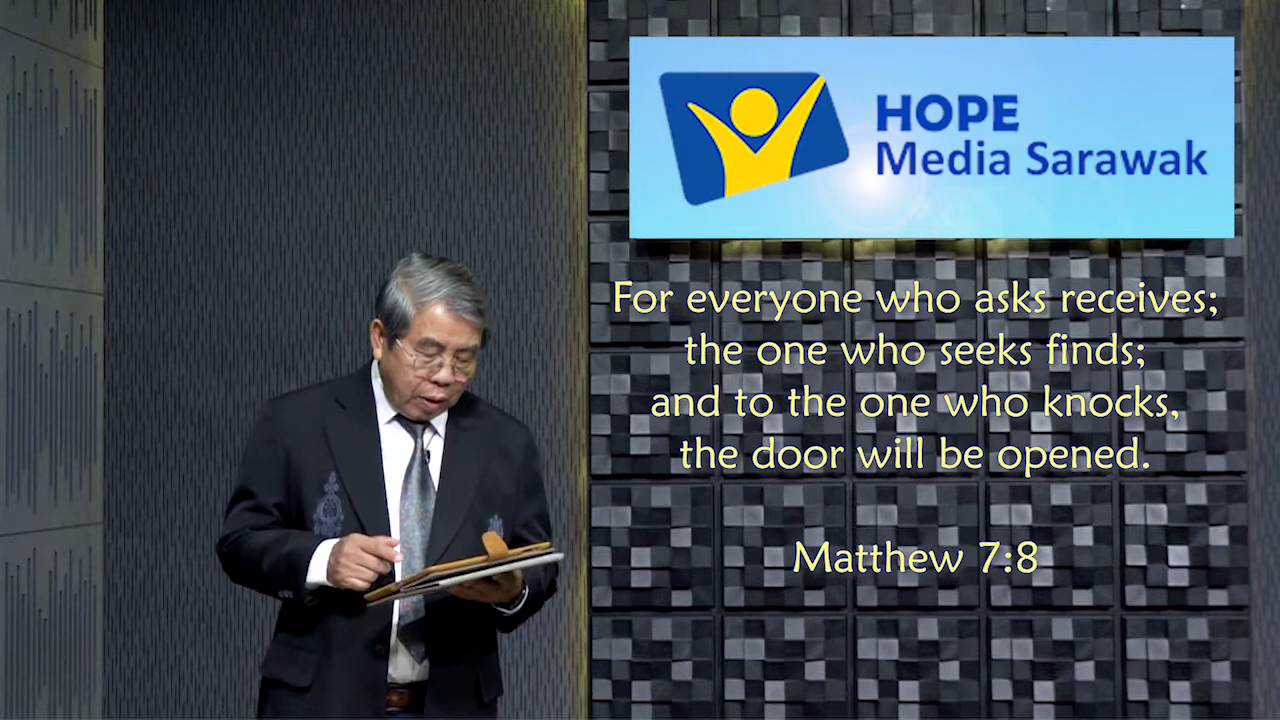 HOPE
Media Sarawak
For everyone who asks receives;
the one who seeks finds;
and to the one who knocks,
the door will be opened.
Matthew 7:8